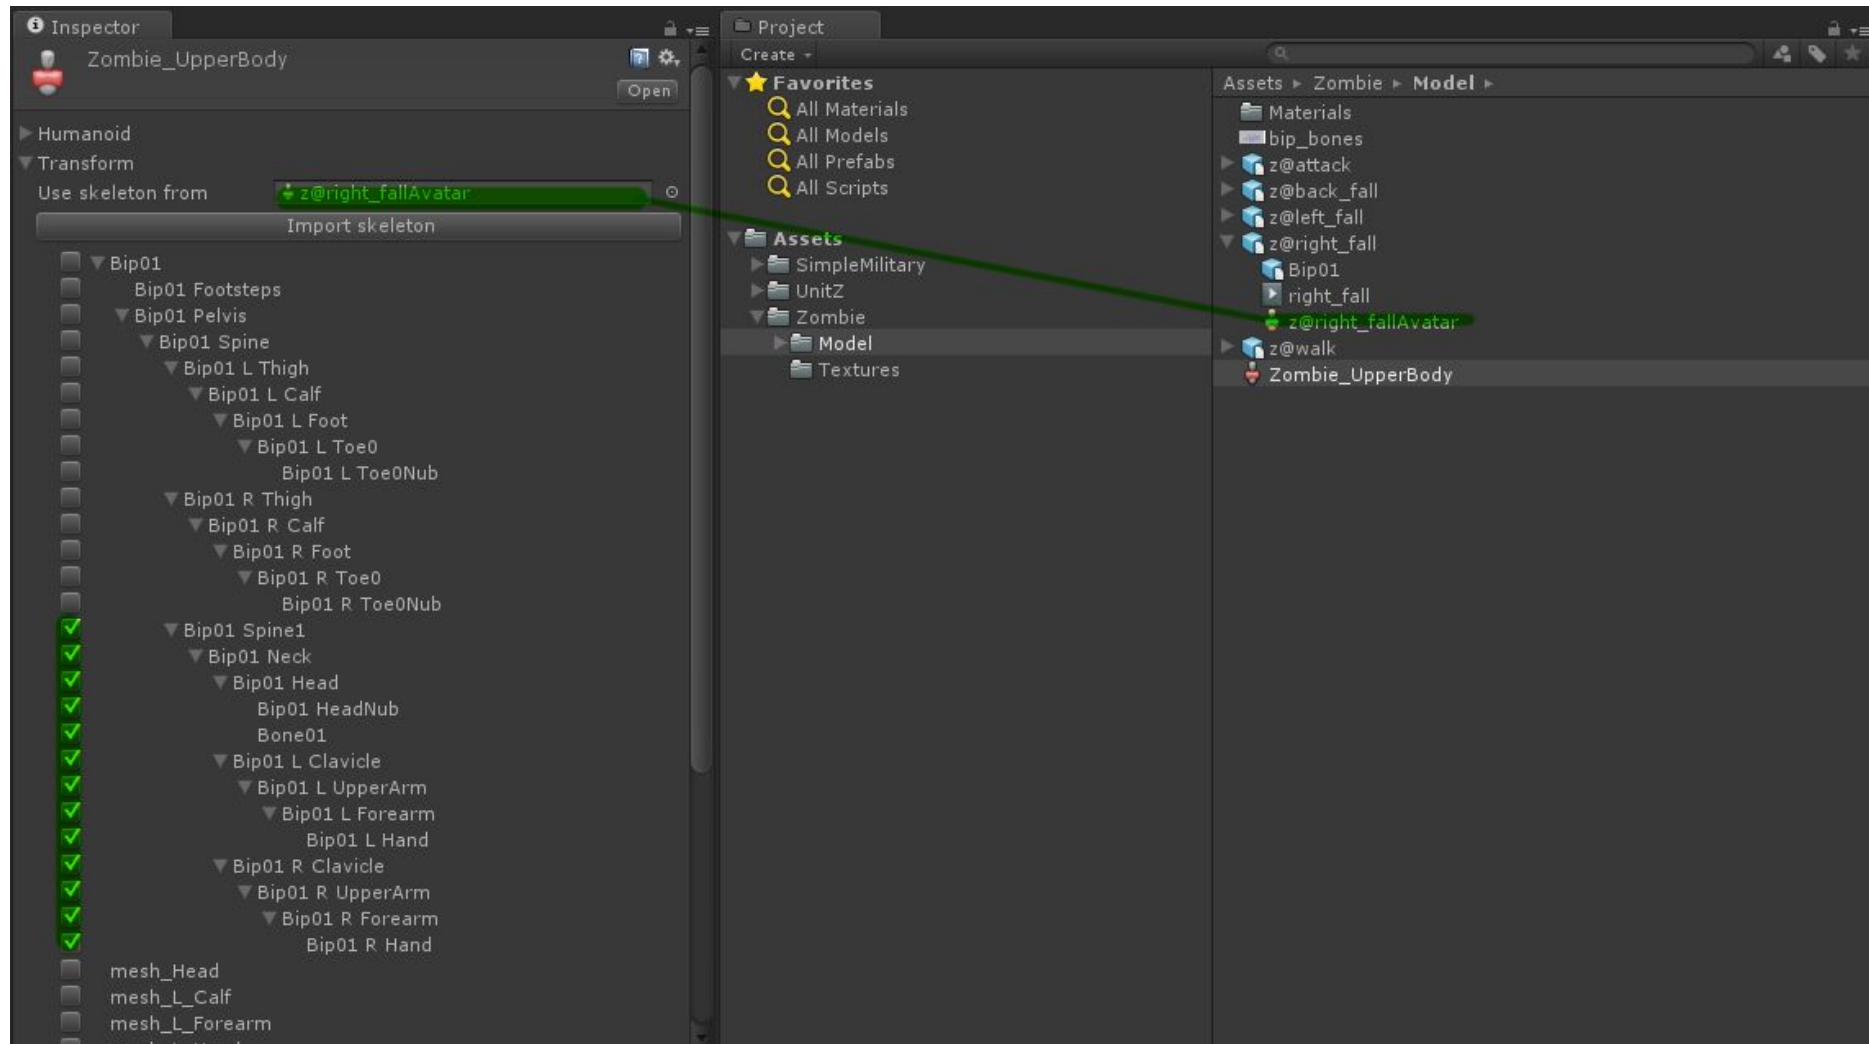 Inspector
Zombie_UpperBody
Open
Humanoid
Transform
Use skeleton from z@right_fallAvatar
Import skeleton
Bip01
Bip01 Footsteps
Bip01 Pelvis
Bip01 Spine
Bip01 L Thigh
Bip01 L Calf
Bip01 L Foot
Bip01 L Toe0
Bip01 L Toe0Nub
Bip01 R Thigh
Bip01 R Calf
Bip01 R Foot
Bip01 R Toe0
Bip01 R Toe0Nub
Bip01 Spine1
Bip01 Neck
Bip01 Head
Bip01 HeadNub
Bone01
Bip01 L Clavicle
Bip01 L UpperArm
Bip01 L Forearm
Bip01 L Hand
Bip01 R Clavicle
Bip01 R UpperArm
Bip01 R Forearm
Bip01 R Hand
mesh_Head
mesh_L_Calf
mesh_L_Forearm
Project
Create
Favorites
All Materials
All Models
All Prefabs
All Scripts
Assets
SimpleMilitary
UnitZ
Zombie
Model
Textures
Assets Zombie Model
Materials
bip_bones
z@attack
z@back_fall
z@left_fall
z@right_fall
Bip01
right_fall
z@right_fallAvatar
z@walk
Zombie_UpperBody